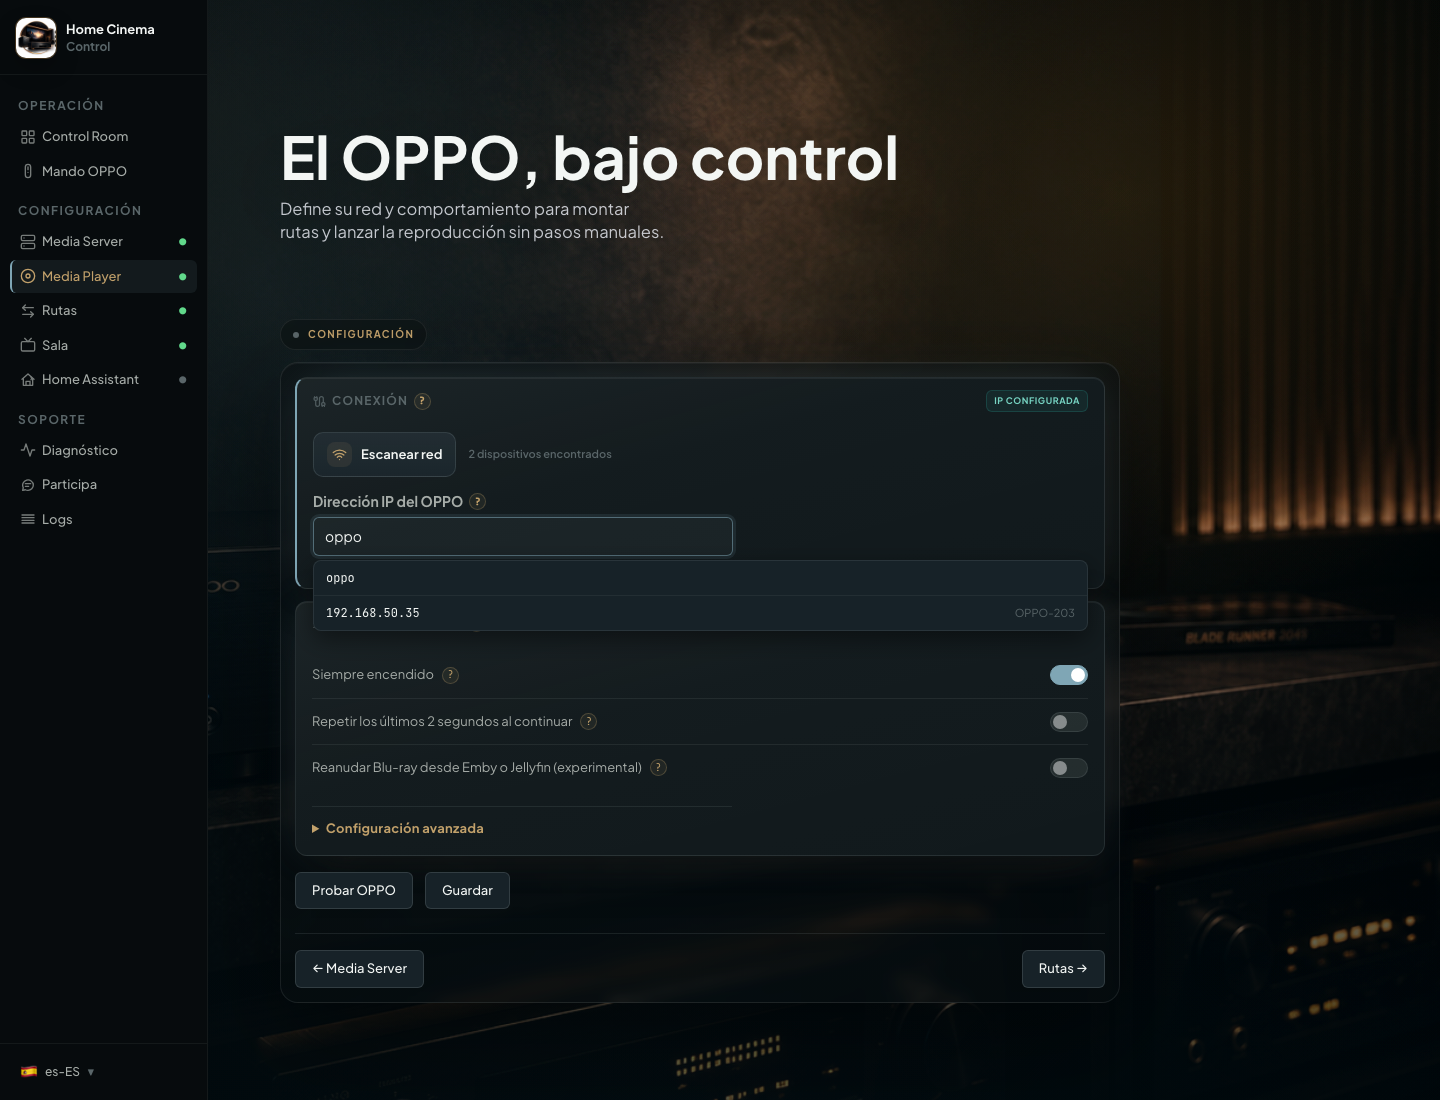 Home Cinema
Control
OPERACIÓN
Control Room
Mando OPPO
CONFIGURACIÓN
Media Server
Media Player
Rutas
Sala
Home Assistant
SOPORTE
Diagnóstico
Participa
Logs
es-ES ▾
El OPPO, bajo control
Define su red y comportamiento para montar
rutas y lanzar la reproducción sin pasos manuales.
CONFIGURACIÓN
CONEXIÓN ?
IP CONFIGURADA
Escanear red
2 dispositivos encontrados
Dirección IP del OPPO ?
oppo
oppo
192.168.50.35 OPPO-203
Siempre encendido ?
Repetir los últimos 2 segundos al continuar ?
Reanudar Blu-ray desde Emby o Jellyfin (experimental) ?
▶ Configuración avanzada
Probar OPPO Guardar
← Media Server Rutas →
BLADE RUNNER 2049